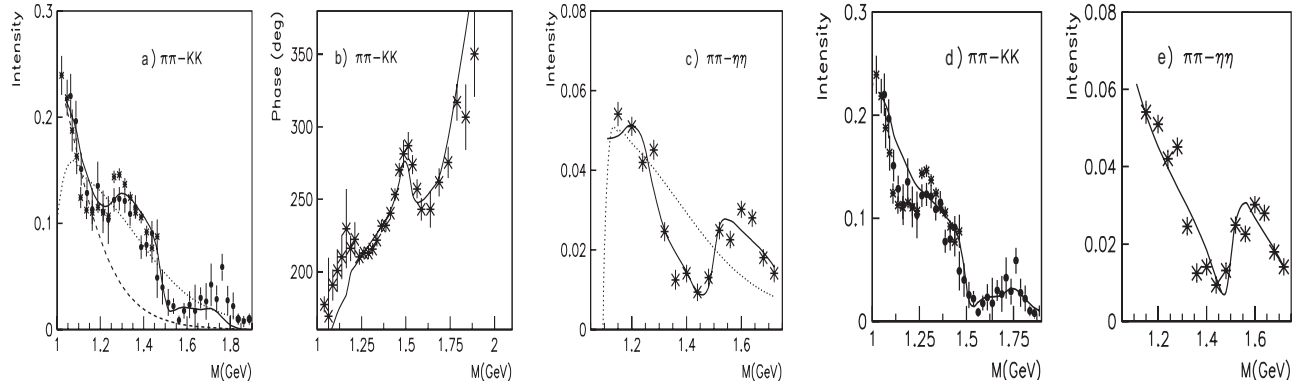 Intensity
0.3
0.2
0.1
0
a) ππ-KK
1
1.2
1.4
1.6
1.8
M(GeV)
Phase (deg)
350
300
250
200
b) ππ-KK
1
1.25
1.5
1.75
2
M(GeV)
Intensity
0.08
0.06
0.04
0.02
0
c) ππ-ηη
1.2
1.4
1.6
M(GeV)
Intensity
0.3
0.2
0.1
0
d) ππ-KK
1
1.25
1.5
1.75
M(GeV)
Intensity
0.08
0.06
0.04
0.02
0
e) ππ-ηη
1.2
1.4
1.6
M(GeV)